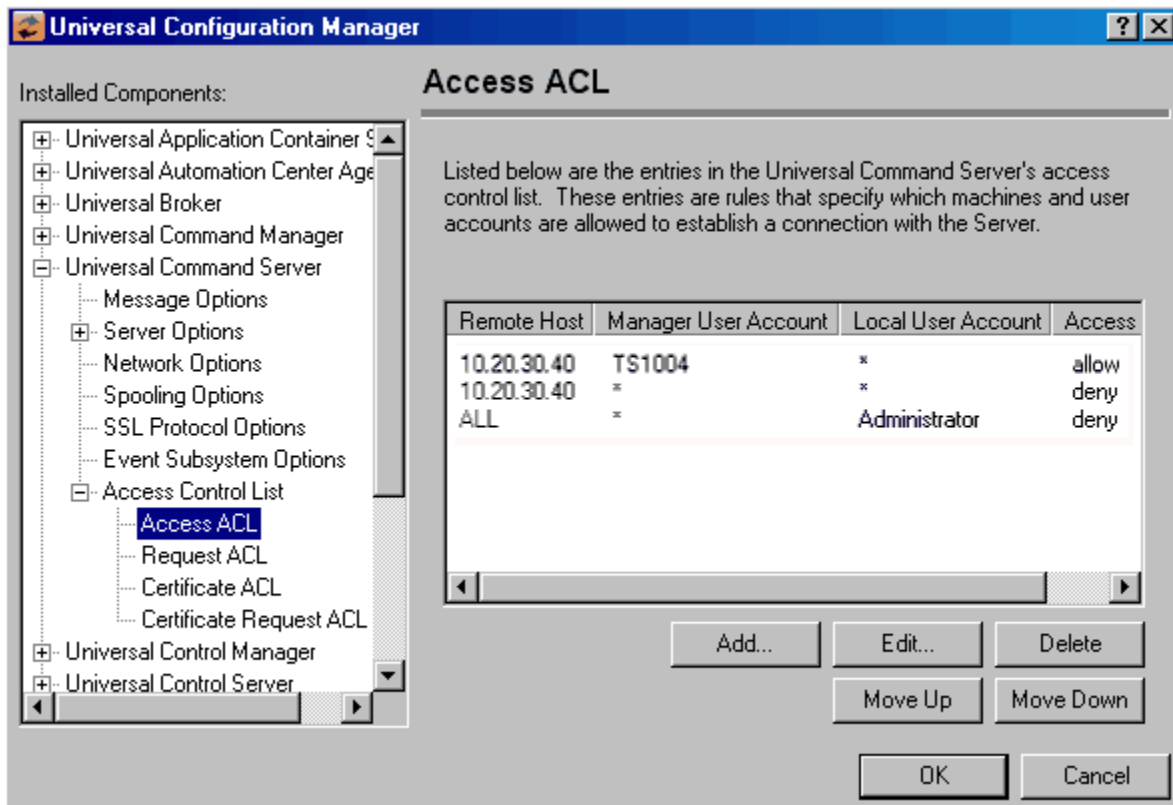 Universal Configuration Manager
Installed Components:
Universal Application Container S
Universal Automation Center Age
Universal Broker
Universal Command Manager
Universal Command Server
Message Options
Server Options
Network Options
Spooling Options
SSL Protocol Options
Event Subsystem Options
Access Control List
Access ACL
Request ACL
Certificate ACL
Certificate Request ACL
Universal Control Manager
Universal Control Server
Access ACL
Listed below are the entries in the Universal Command Server's access
control list. These entries are rules that specify which machines and user
accounts are allowed to establish a connection with the Server.
Remote Host Manager User Account Local User Account Access
10.20.30.40 TS1004 * allow
10.20.30.40 * * deny
ALL * Administrator deny
Add... Edit... Delete
Move Up Move Down
OK Cancel